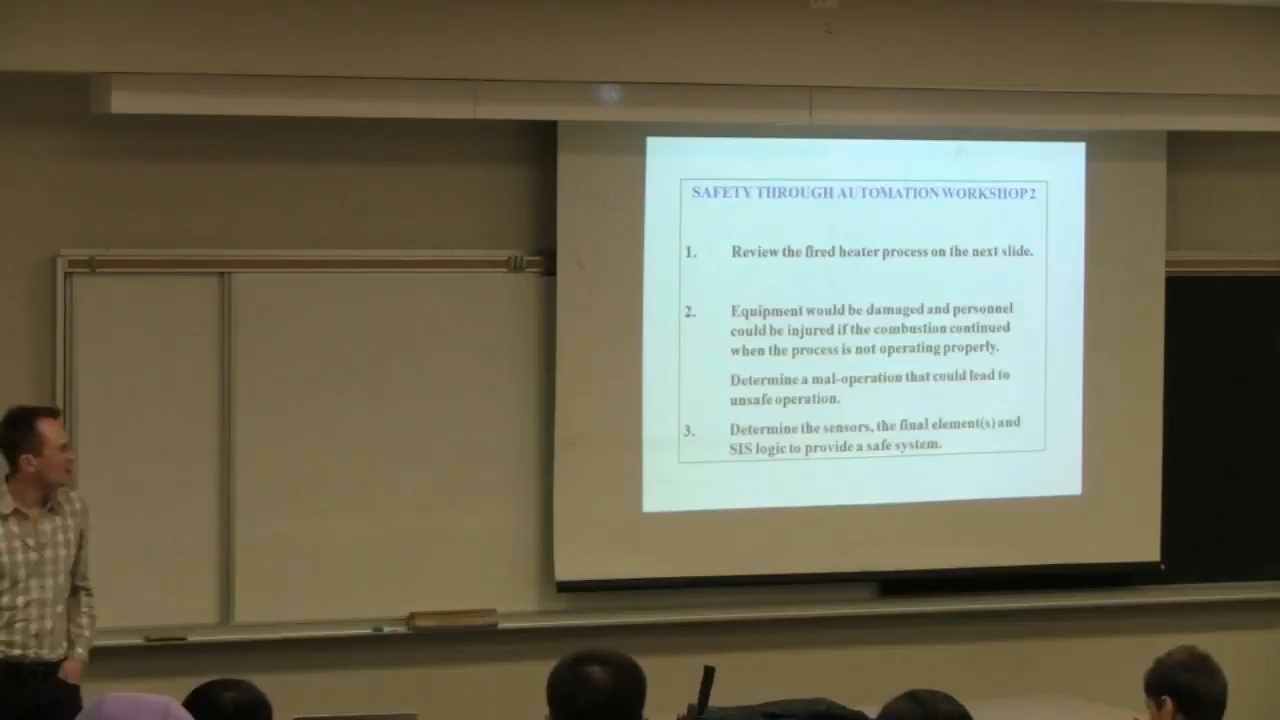 SAFETY THROUGH AUTOMATION WORKSHOP 2
1. Review the fired heater process on the next slide.
2. Equipment would be damaged and personnel
could be injured if the combustion continued
when the process is not operating properly.
Determine a mal-operation that could lead to
unsafe operation.
3. Determine the sensors, the final element(s) and
SIS logic to provide a safe system.